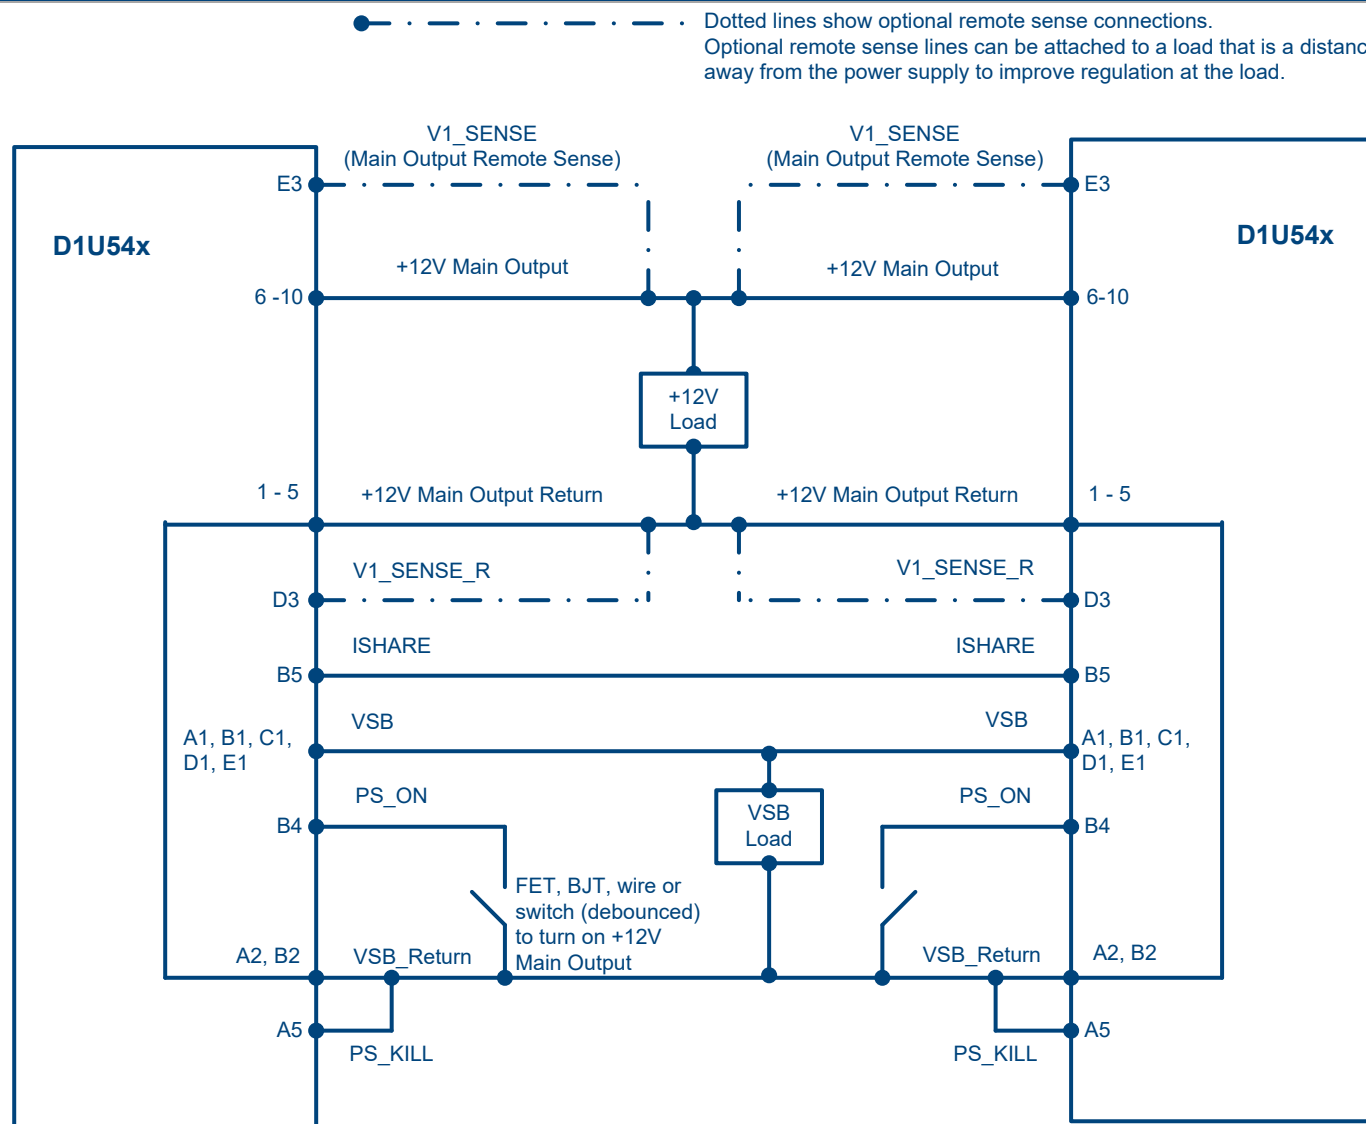 Dotted lines show optional remote sense connections.
Optional remote sense lines can be attached to a load that is a distanc
away from the power supply to improve regulation at the load.
V1_SENSE
(Main Output Remote Sense)
V1_SENSE
(Main Output Remote Sense)
E3
E3
D1U54x
D1U54x
+12V Main Output
+12V Main Output
6 -10
6-10
+12V
Load
1 - 5
+12V Main Output Return
+12V Main Output Return
1 - 5
V1_SENSE_R
V1_SENSE_R
D3
D3
ISHARE
ISHARE
B5
B5
VSB
VSB
A1, B1, C1,
D1, E1
A1, B1, C1,
D1, E1
PS_ON
PS_ON
VSB
Load
B4
B4
FET, BJT, wire or
switch (debounced)
to turn on +12V
Main Output
A2, B2
VSB_Return
VSB_Return
A2, B2
A5
A5
PS_KILL
PS_KILL